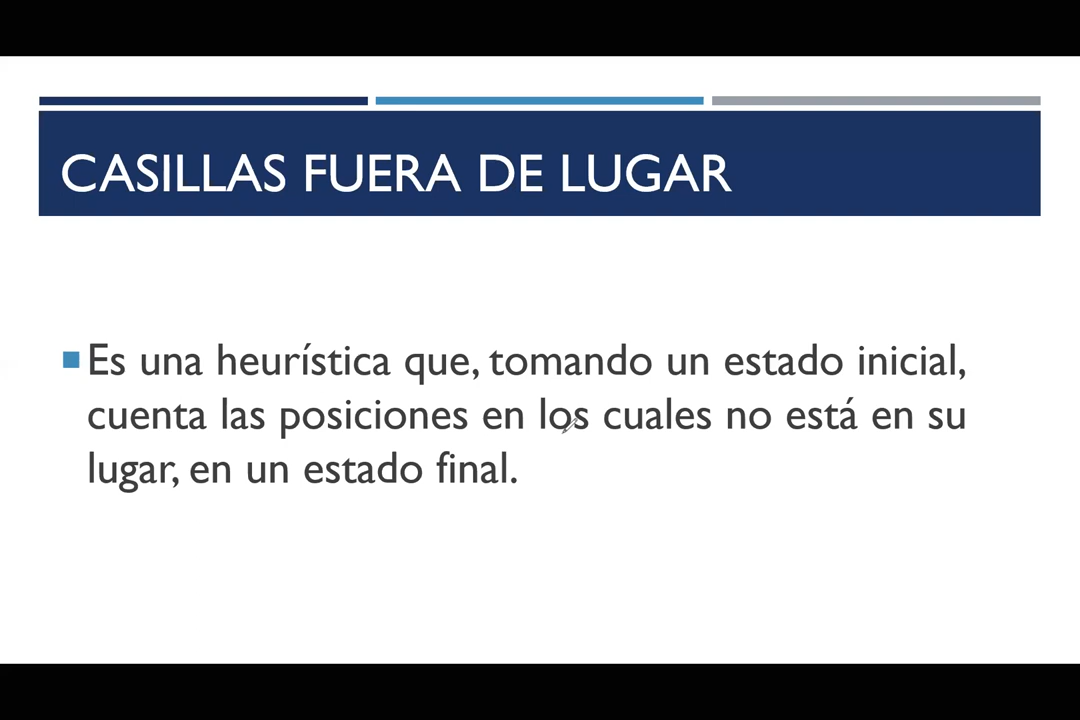 CASILLAS FUERA DE LUGAR
Es una heurística que, tomando un estado inicial,
cuenta las posiciones en los cuales no está en su
lugar, en un estado final.